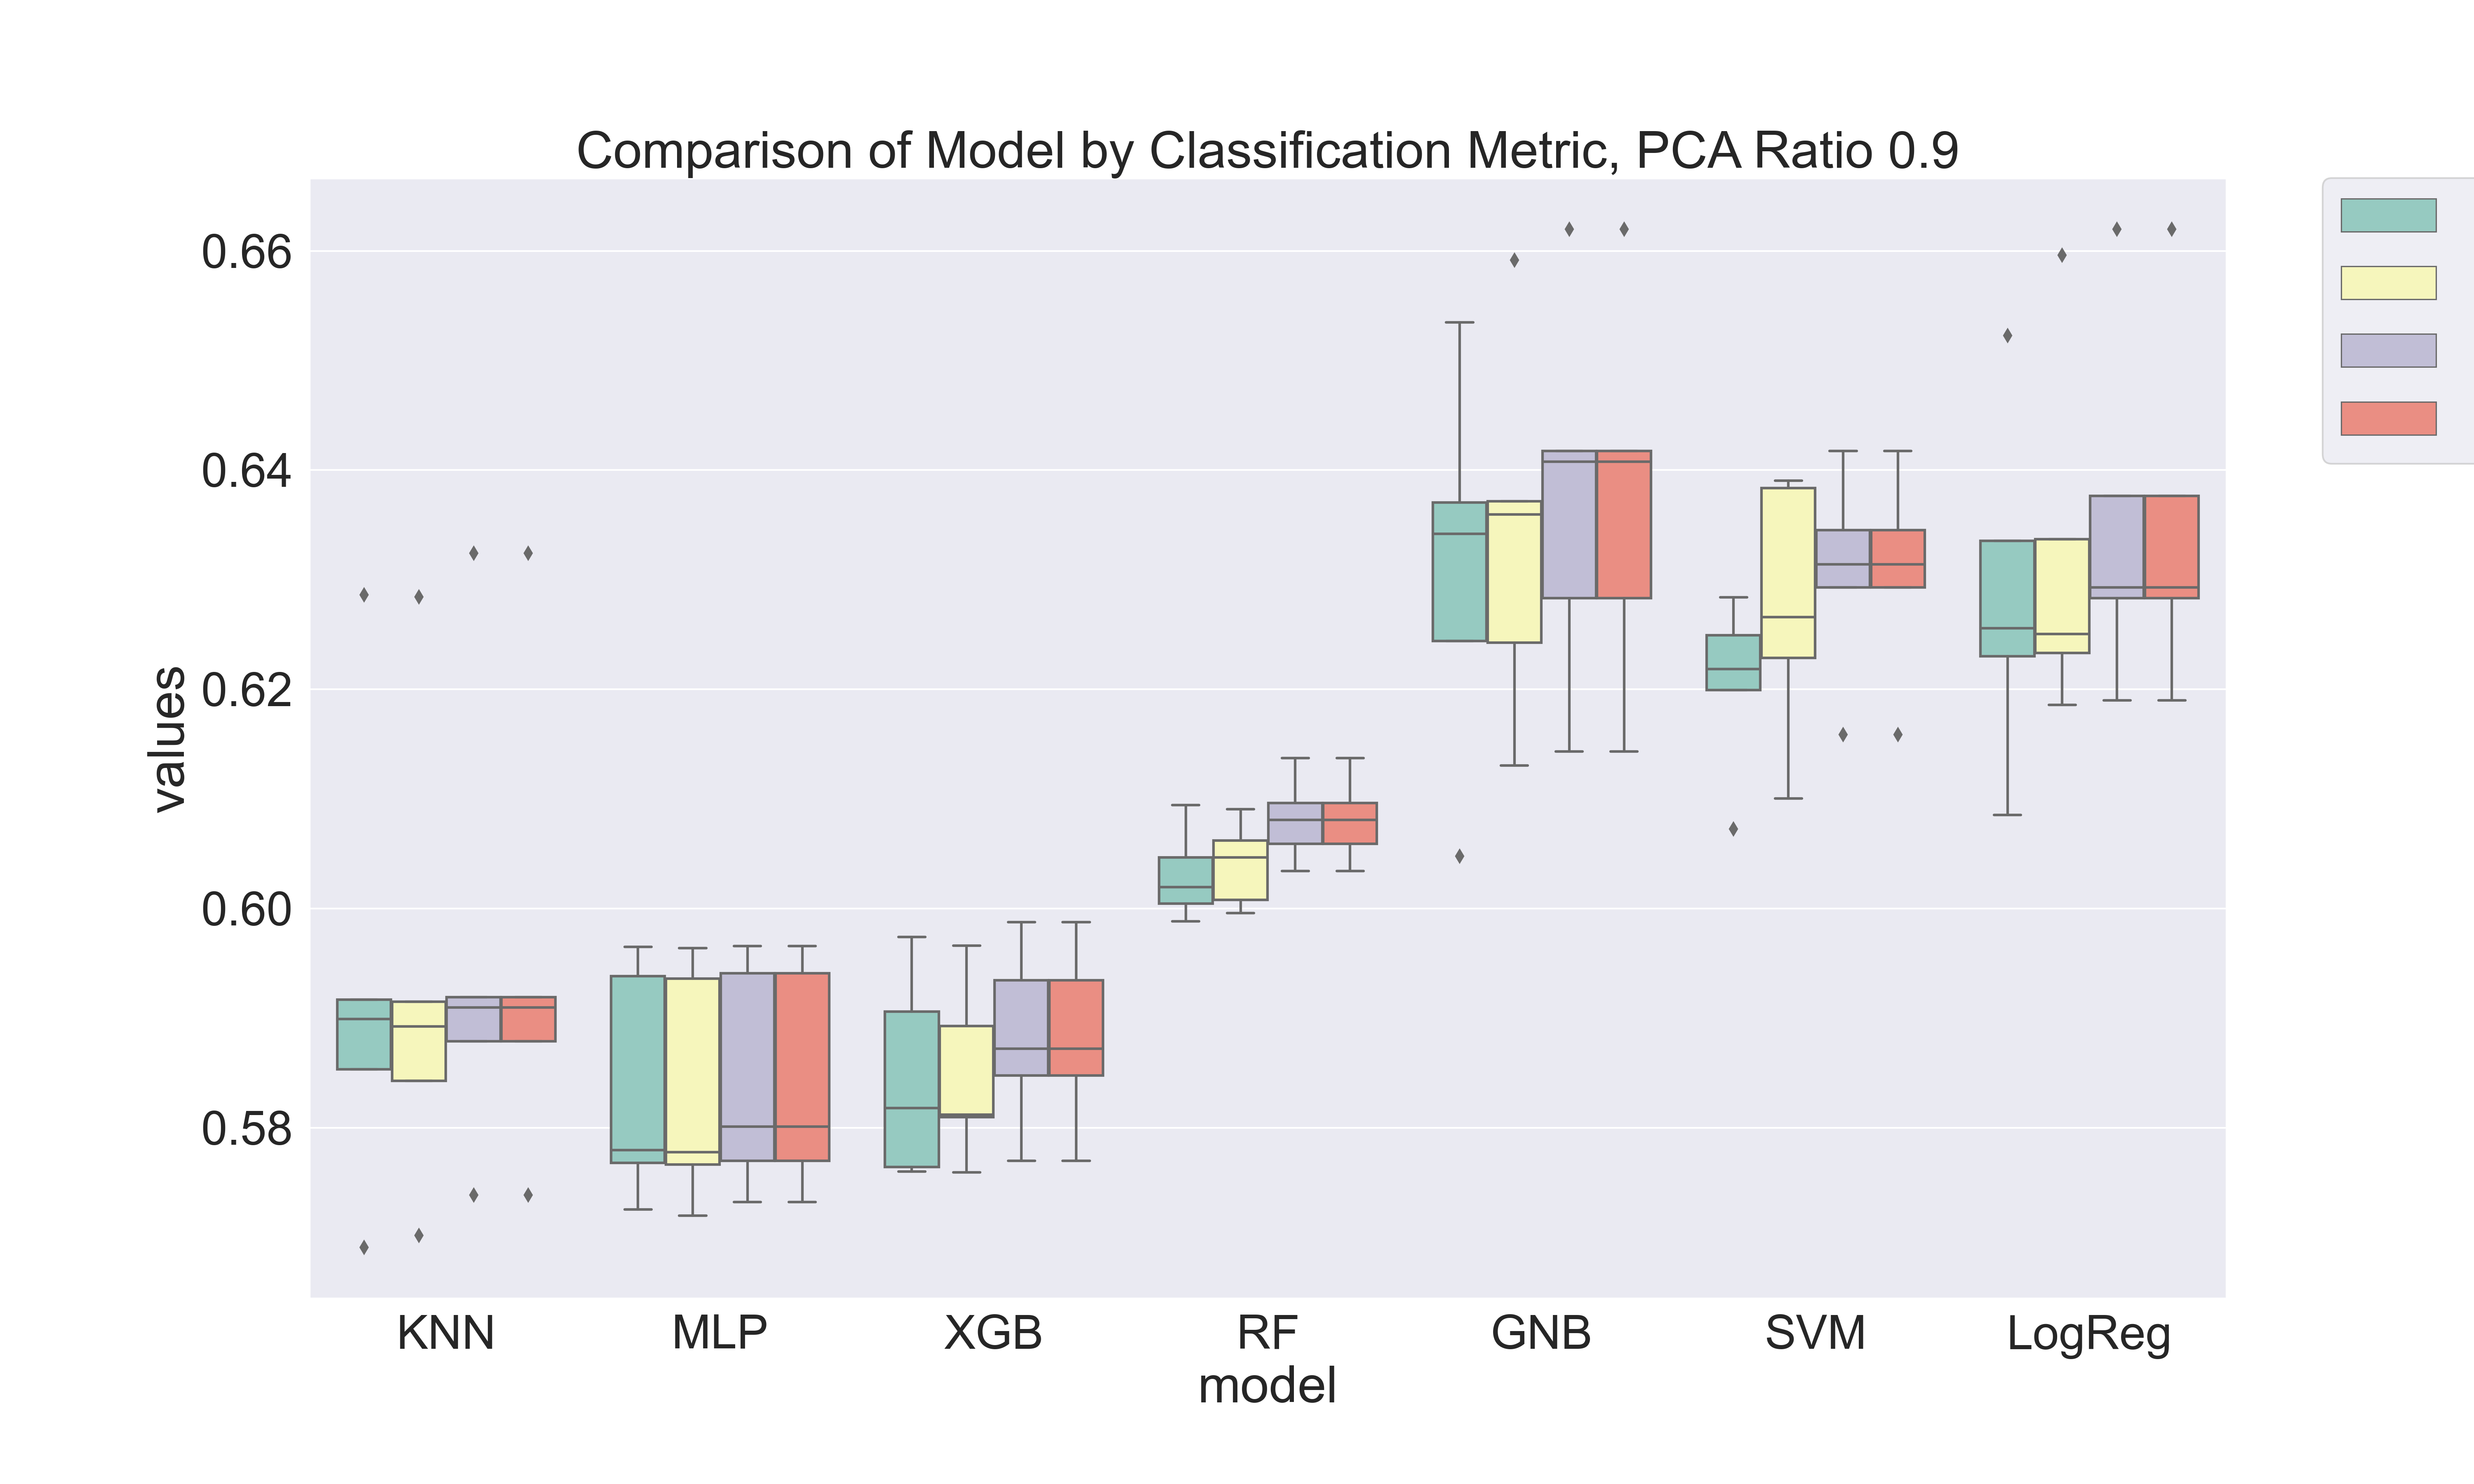 Comparison of Model by Classification Metric, PCA Ratio 0.9
0.66
0.64
0.62
0.60
0.58
values
KNN MLP XGB RF GNB SVM LogReg
model